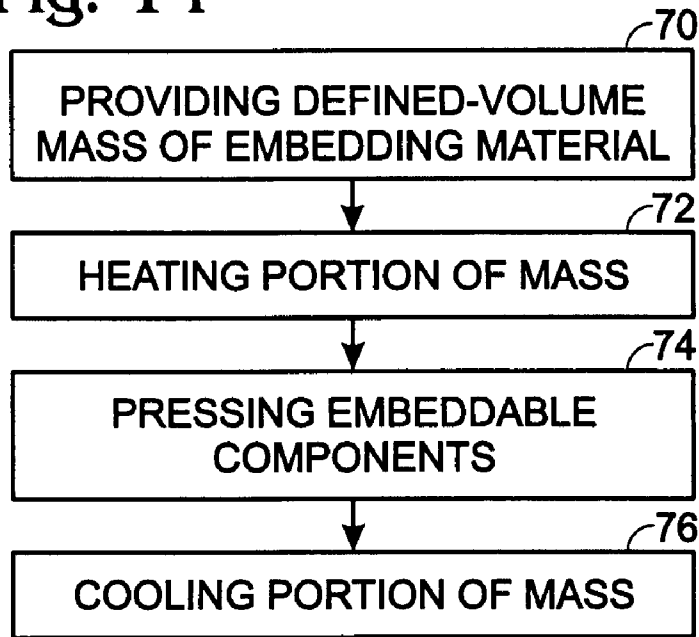 Fig.
70
PROVIDING DEFINED-VOLUME
MASS OF EMBEDDING MATERIAL
72
HEATING PORTION OF MASS
74
PRESSING EMBEDDABLE
COMPONENTS
76
COOLING PORTION OF MASS